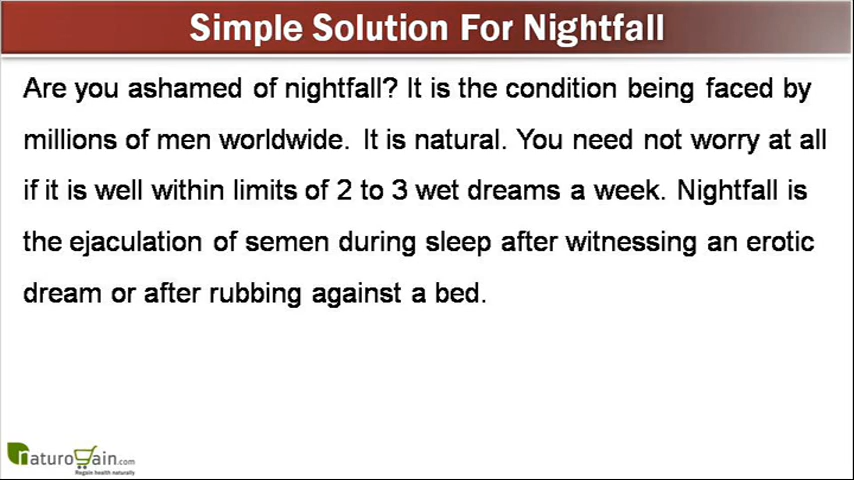 Simple Solution For Nightfall
Are you ashamed of nightfall? It is the condition being faced by
millions of men worldwide. It is natural. You need not worry at all
if it is well within limits of 2 to 3 wet dreams a week. Nightfall is
the ejaculation of semen during sleep after witnessing an erotic
dream or after rubbing against a bed.
naturogain.com
Regain health naturally